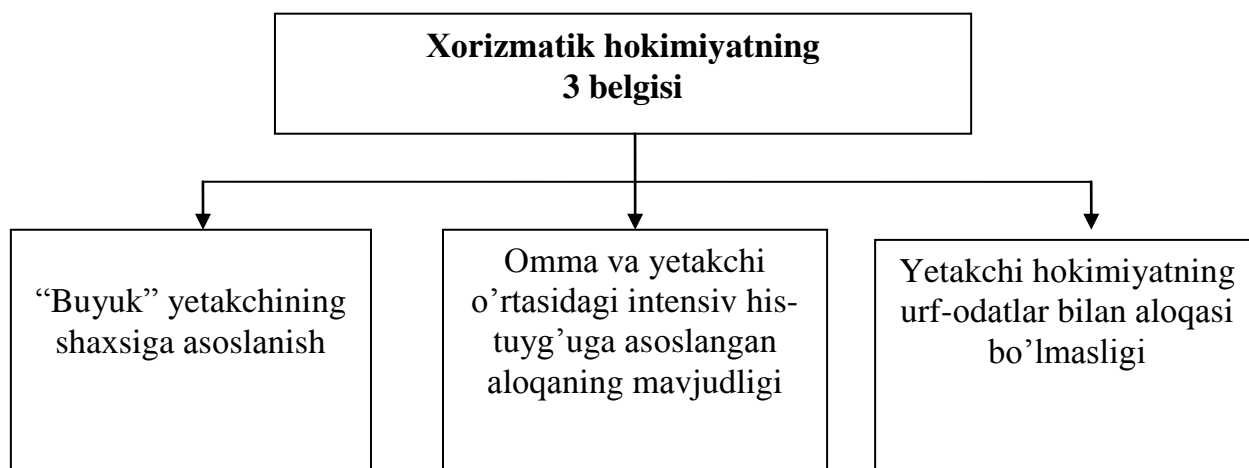 Xorizmatik hokimiyatning
3 belgisi
“Buyuk” yetakchining
shaxsiga asoslanish
Omma va yetakchi
o’rtasidagi intensiv his-
tuyg’uga asoslangan
aloqaning mavjudligi
Yetakchi hokimiyatning
urf-odatlar bilan aloqasi
bo’lmasligi